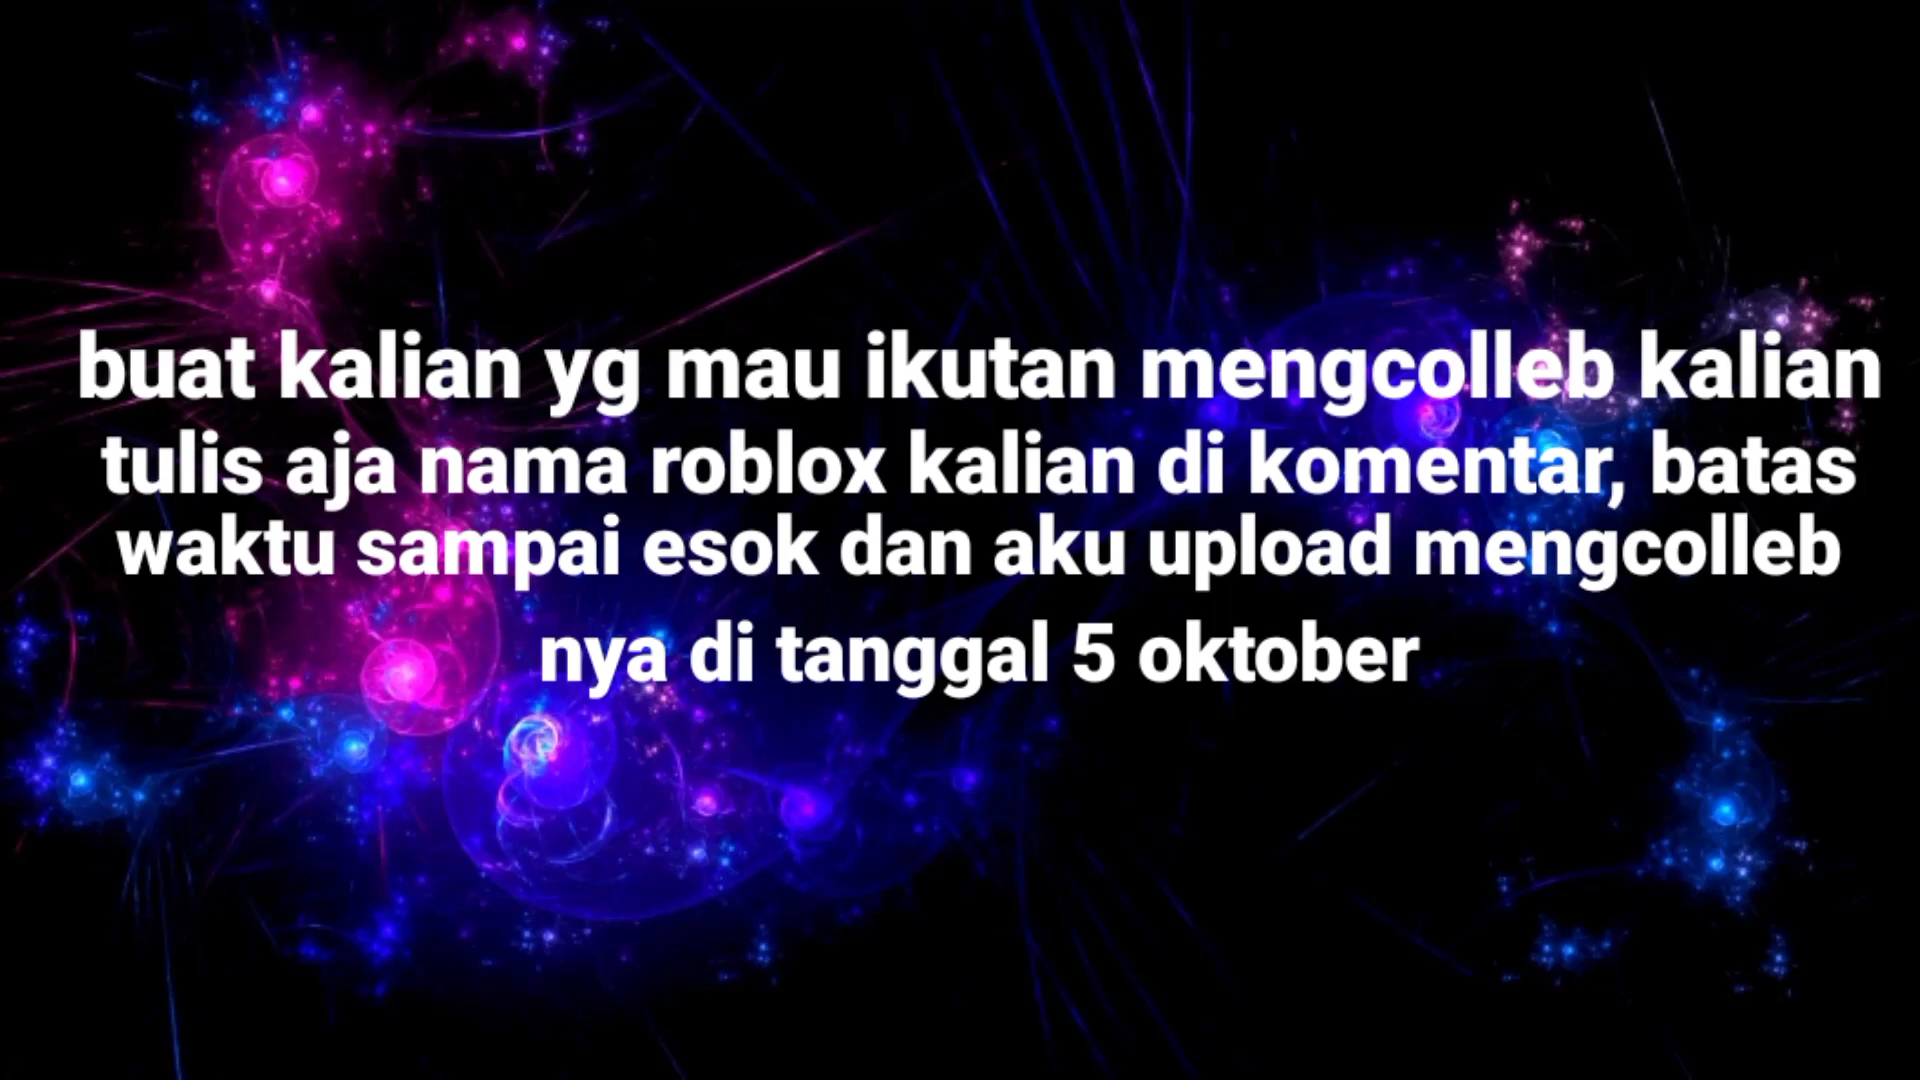 buat kalian yg mau ikutan mengcolleb kalian
tulis aja nama roblox kalian di komentar, batas
waktu sampai esok dan aku upload mengcolleb
nya di tanggal 5 oktober